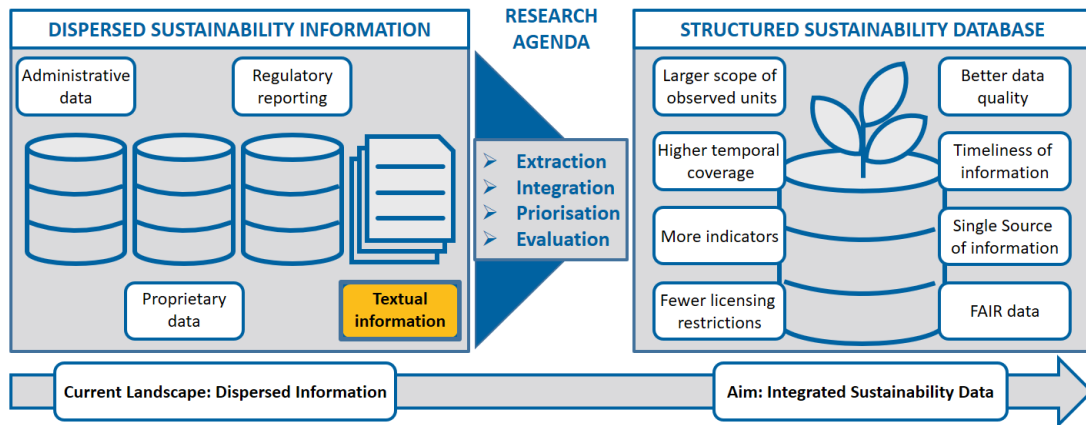 DISPERSED SUSTAINABILITY INFORMATION
Administrative
data
Regulatory
reporting
Proprietary
data
Textual
information
RESEARCH
AGENDA
Extraction
Integration
Priorisation
Evaluation
STRUCTURED SUSTAINABILITY DATABASE
Larger scope of
observed units
Better data
quality
Higher temporal
coverage
Timeliness of
information
More indicators
Single Source
of information
Fewer licensing
restrictions
FAIR data
Current Landscape: Dispersed Information
Aim: Integrated Sustainability Data